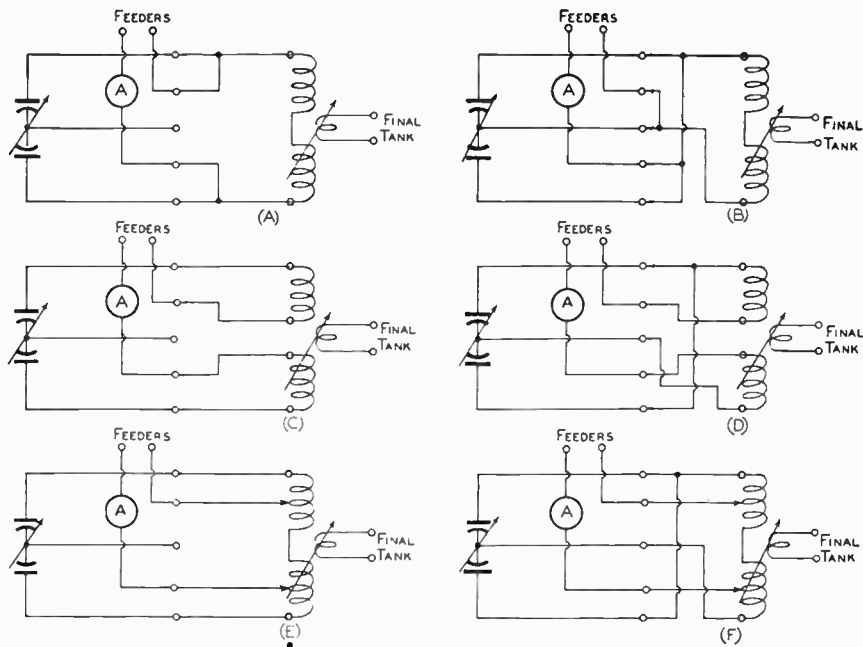 FEEDERS
A
FINAL
TANK
(A)
FEEDERS
A
FINAL
TANK
(B)
FEEDERS
A
FINAL
TANK
(C)
FEEDERS
A
FINAL
TANK
(D)
FEEDERS
A
FINAL
TANK
(E)
FEEDERS
A
FINAL
TANK
(F)